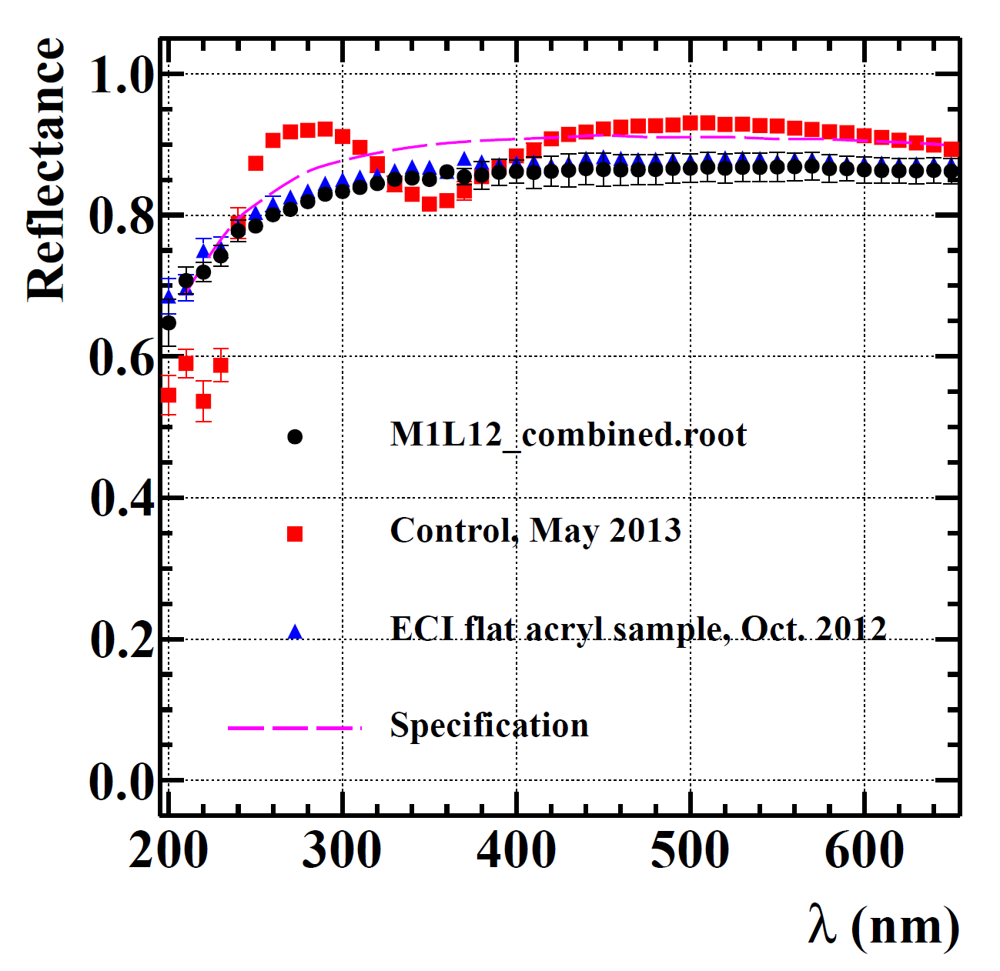 Reflectance
1.0
0.8
0.6
0.4
0.2
0.0
M1L12_combined.root
Control, May 2013
ECI flat acryl sample, Oct. 2012
Specification
200 300 400 500 600
λ (nm)